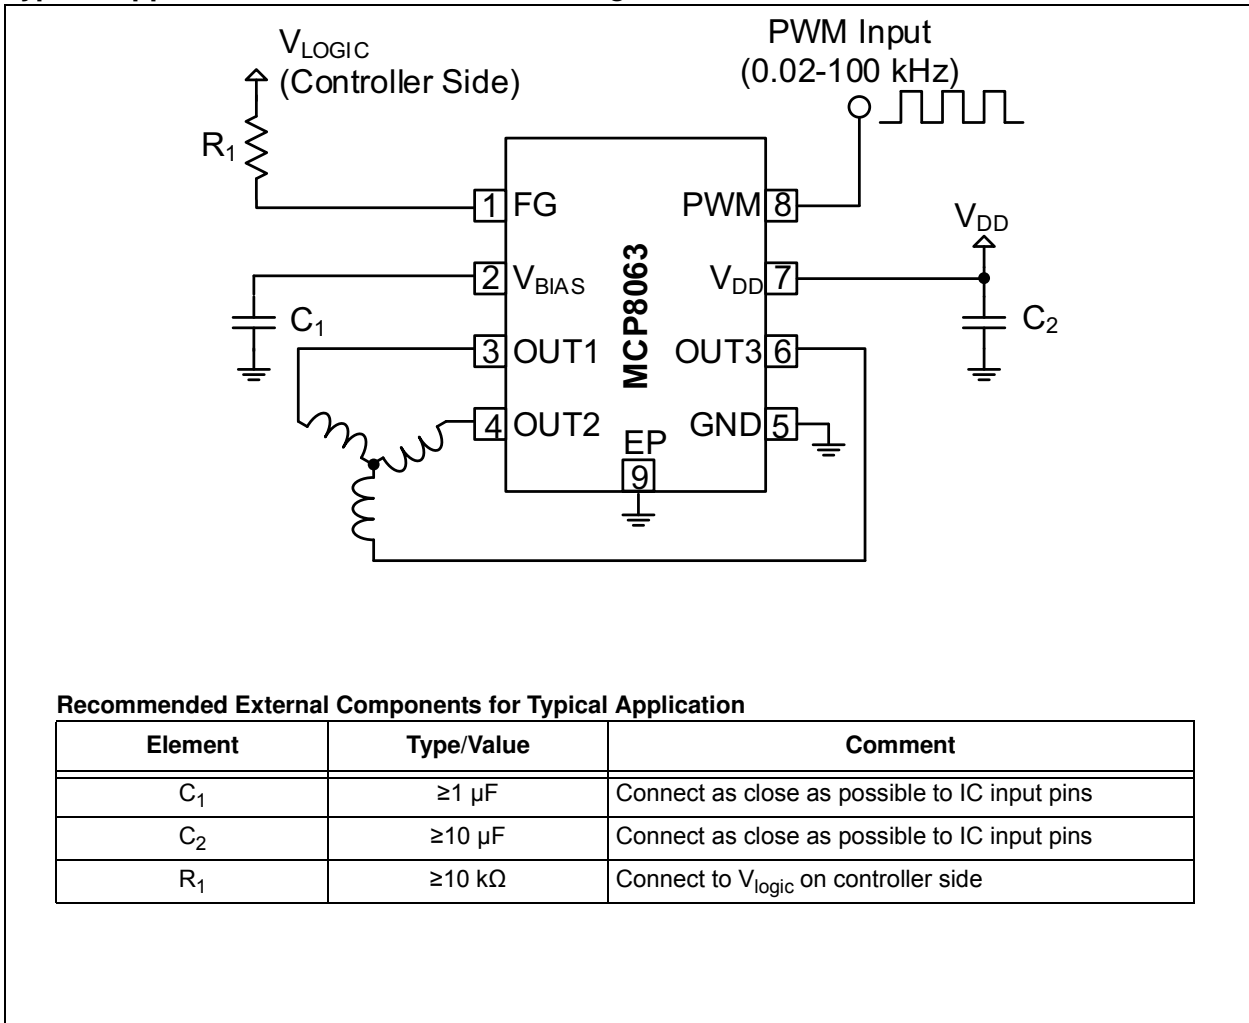 V_LOGIC
(Controller Side)
R₁
PWM Input
(0.02-100 kHz)
1 FG
PWM 8
V_DD
2 V_BIAS
V_DD 7
MCP8063
C₁
C₂
3 OUT1
OUT3 6
4 OUT2
GND 5
EP
9
Recommended External Components for Typical Application
Element Type/Value Comment
C₁ ≥1 µF Connect as close as possible to IC input pins
C₂ ≥10 µF Connect as close as possible to IC input pins
R₁ ≥10 kΩ Connect to V_logic on controller side